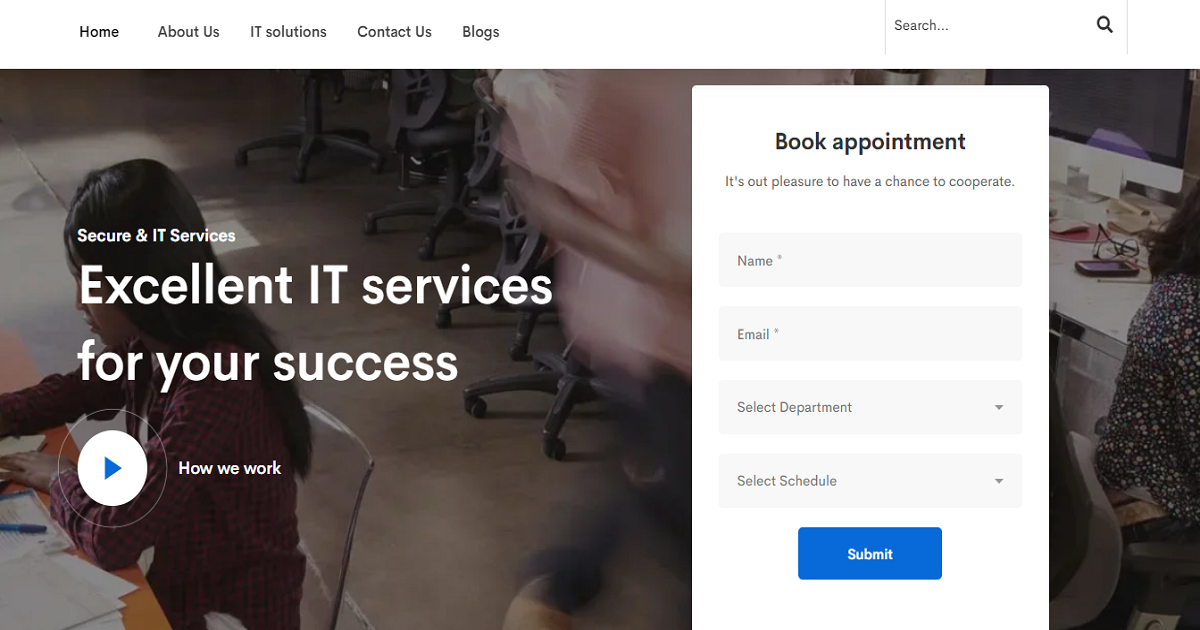 Home About Us IT solutions Contact Us Blogs Search...
Secure & IT Services
Excellent IT services
for your success
How we work
Book appointment
It's out pleasure to have a chance to cooperate.
Name *
Email *
Select Department
Select Schedule
Submit